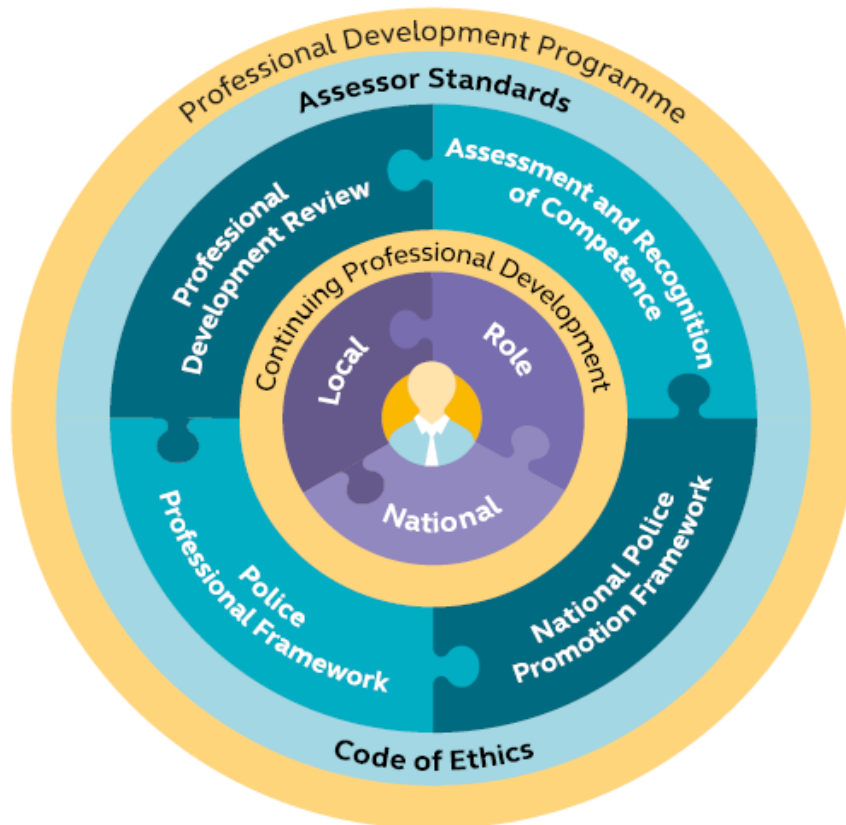 Professional Development Programme
Assessor Standards
Professional
Development Review
Assessment and Recognition
of Competence
Continuing Professional Development
Local
Role
National
Police
Professional Framework
National Police
Promotion Framework
Code of Ethics